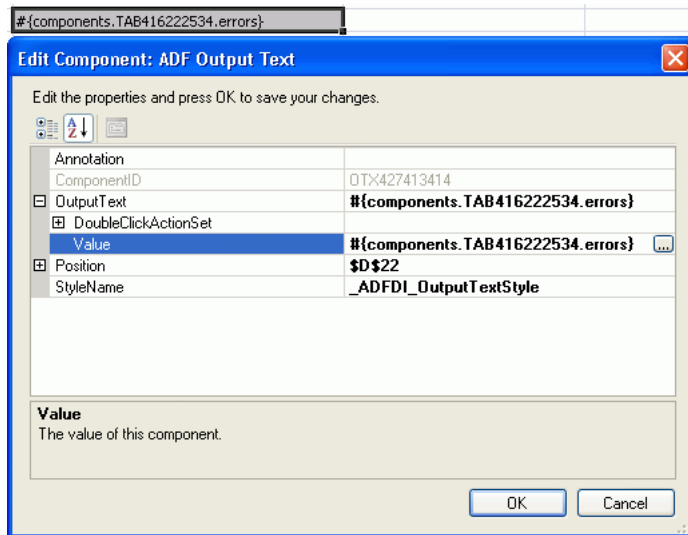 #{components.TAB416222534.errors}
Edit Component: ADF Output Text
Edit the properties and press OK to save your changes.
Annotation
ComponentID OTX427413414
OutputText #{components.TAB416222534.errors}
DoubleClickActionSet
Value #{components.TAB416222534.errors} ...
Position $D$22
StyleName _ADFDI_OutputTextStyle
Value
The value of this component.
OK Cancel